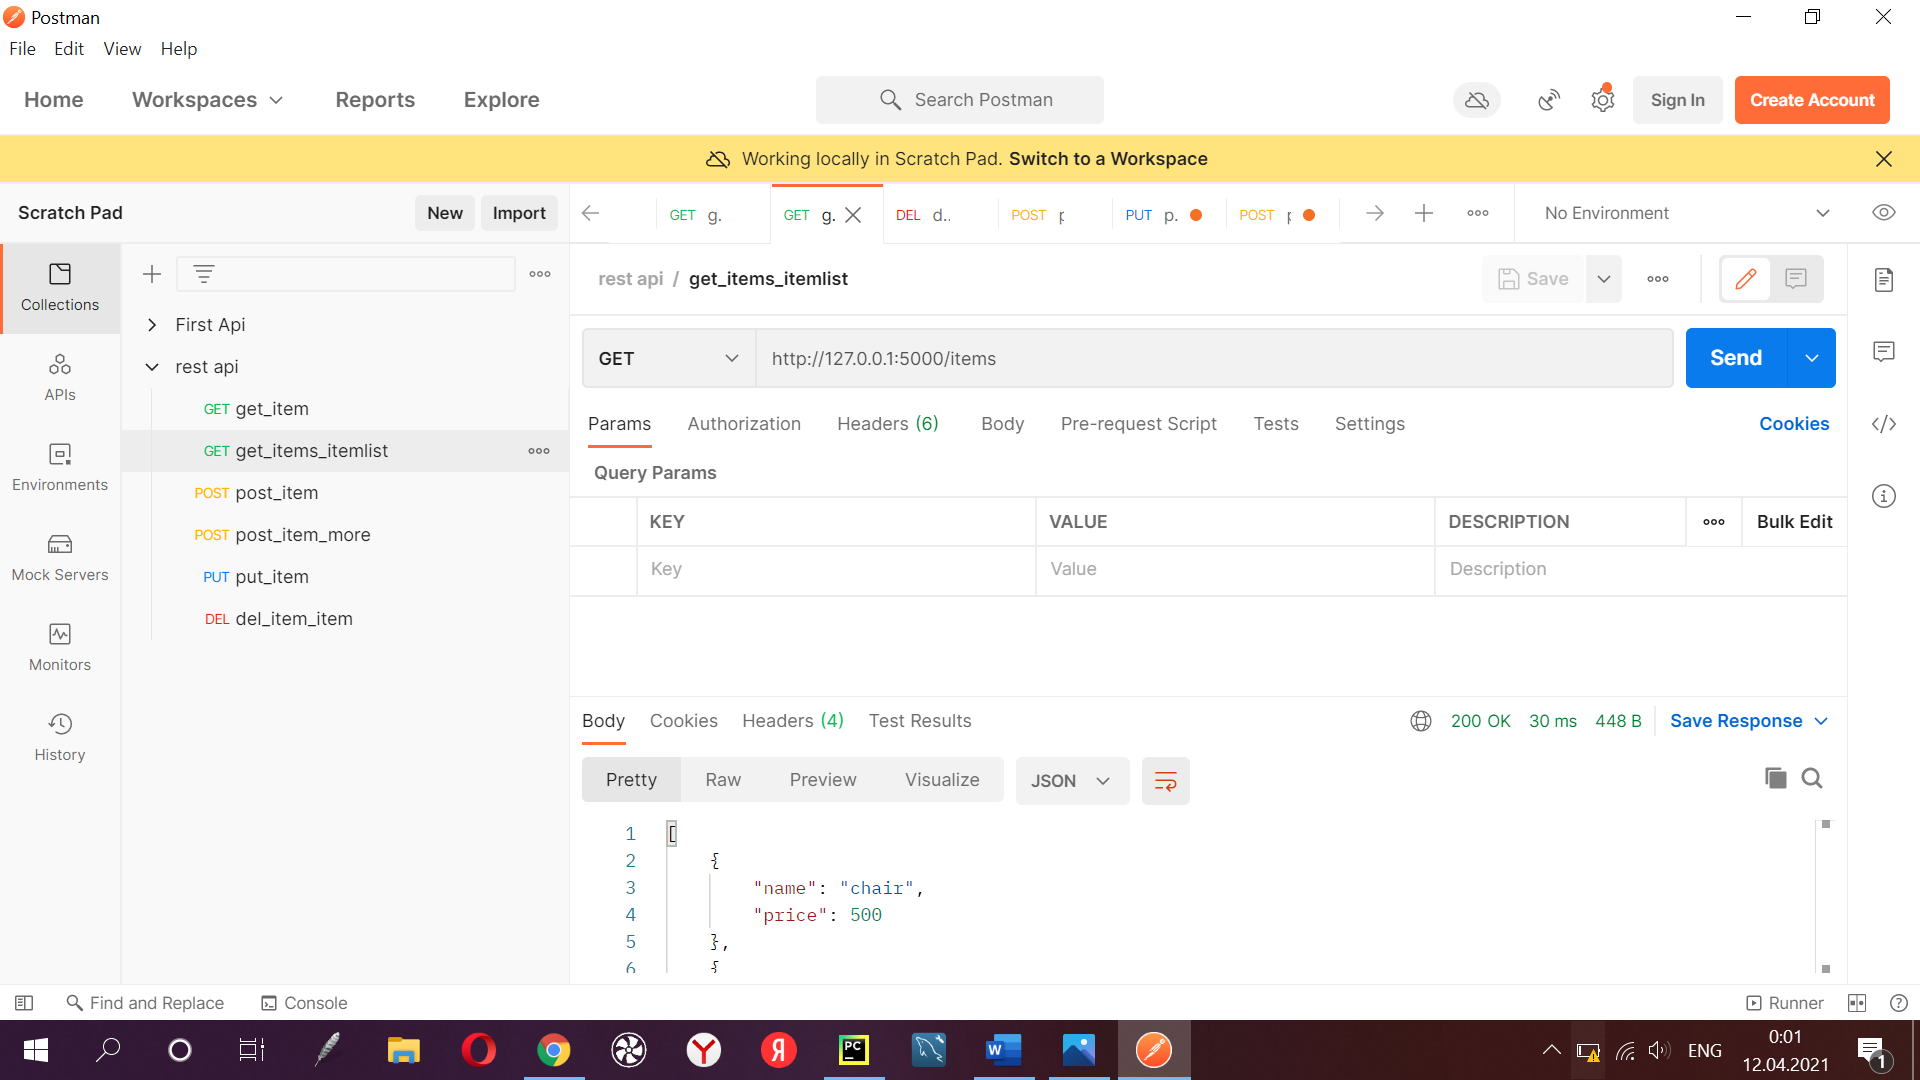 Postman
File Edit View Help
Home Workspaces Reports Explore Search Postman Sign In Create Account
Working locally in Scratch Pad. Switch to a Workspace
Scratch Pad New Import GET g. GET g. DEL d.. POST PUT p. POST No Environment
Collections
APIs
Environments
Mock Servers
Monitors
History
First Api
rest api
GET get_item
GET get_items_itemlist
POST post_item
POST post_item_more
PUT put_item
DEL del_item_item
rest api / get_items_itemlist Save
GET http://127.0.0.1:5000/items Send
Params Authorization Headers (6) Body Pre-request Script Tests Settings Cookies
Query Params
KEY VALUE DESCRIPTION Bulk Edit
Key Value Description
Body Cookies Headers (4) Test Results 200 OK 30 ms 448 B Save Response
Pretty Raw Preview Visualize JSON
1 [
2 {
3 "name": "chair",
4 "price": 500
5 },
6 {
Find and Replace Console Runner
ENG 0:01
12.04.2021 1